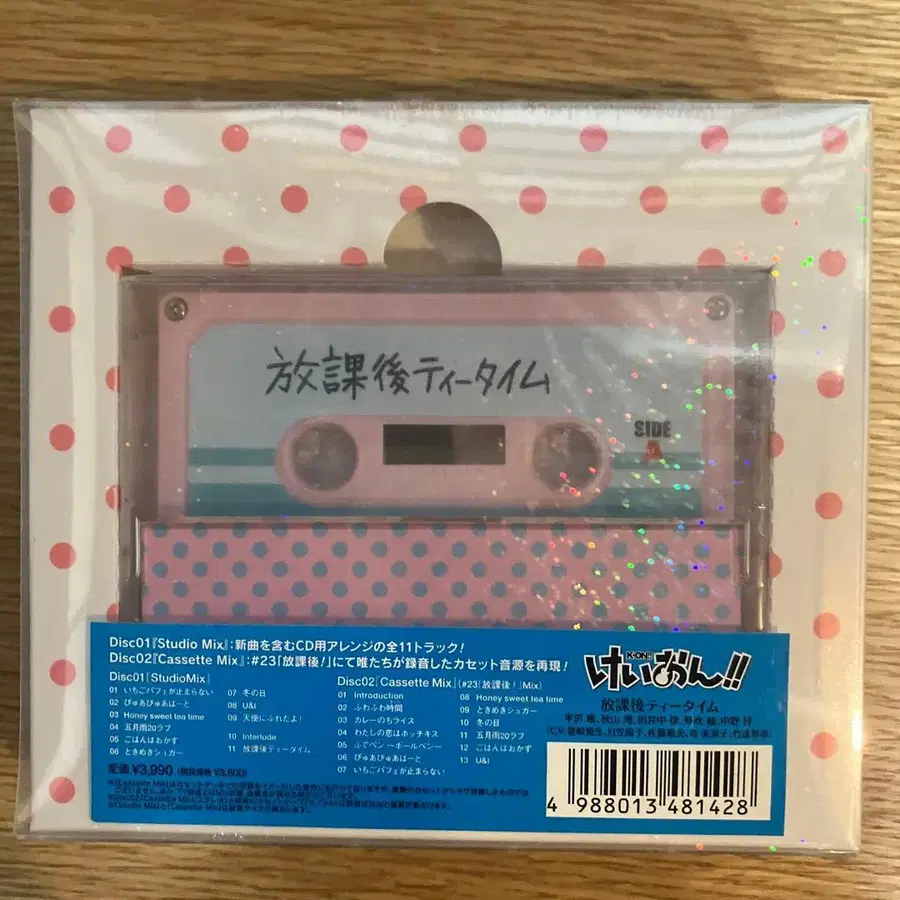 放課後ティータイム
SIDE
A
Disc01『Studio Mix』:新曲を含むCD用アレンジの全11トラック!
Disc02『Cassette Mix』:#23「放課後!」にて唯たちが録音したカセット音源を再現!
Disc01『StudioMix』
01 いちごパフェが止まらない
02 ぴゅあぴゅあはーと
03 Honey sweet tea time
04 五月雨20ラブ
05 ごはんはおかず
06 ときめきシュガー
07 冬の日
08 U&I
09 天使にふれたよ!
10 Interlude
11 放課後ティータイム
Disc02『Cassette Mix』(#23「放課後!」Mix)
01 Introduction
02 ふわふわ時間
03 カレーのちライス
04 わたしの恋はホッチキス
05 ふでペン 〜ボールペン〜
06 ぴゅあぴゅあはーと
07 いちごパフェが止まらない
08 Honey sweet tea time
09 ときめきシュガー
10 冬の日
11 五月雨20ラブ
12 ごはんはおかず
13 U&I
定価 ¥3,990 (税抜価格 ¥3,800)
K-ON!!
けいおん!!
放課後ティータイム
4 988013 481428